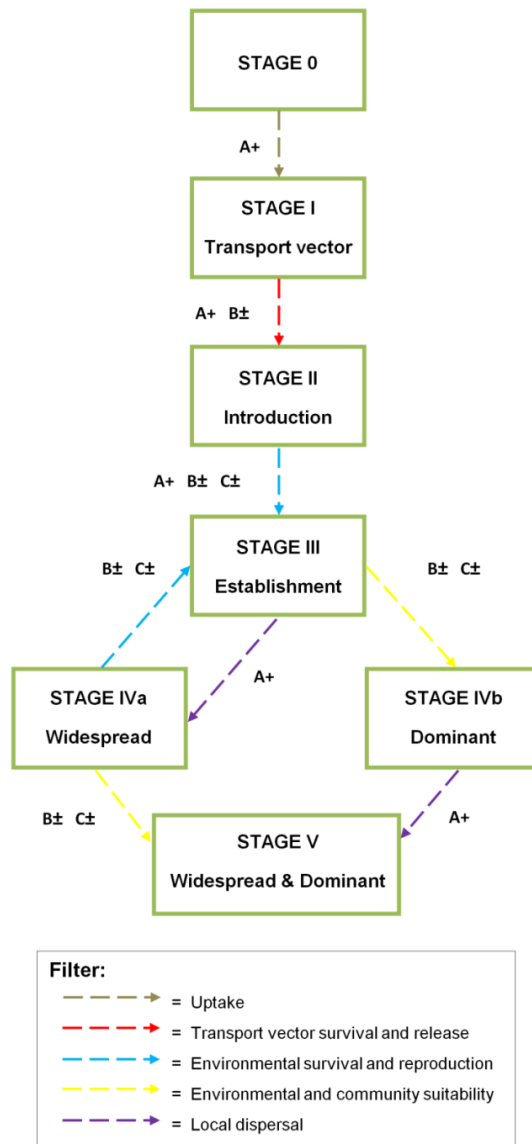 STAGE 0
A+
STAGE I
Transport vector
A+ B±
STAGE II
Introduction
A+ B± C±
STAGE III
Establishment
B± C±
B± C±
A+
STAGE IVa
Widespread
STAGE IVb
Dominant
B± C±
A+
STAGE V
Widespread & Dominant
Filter:
= Uptake
= Transport vector survival and release
= Environmental survival and reproduction
= Environmental and community suitability
= Local dispersal